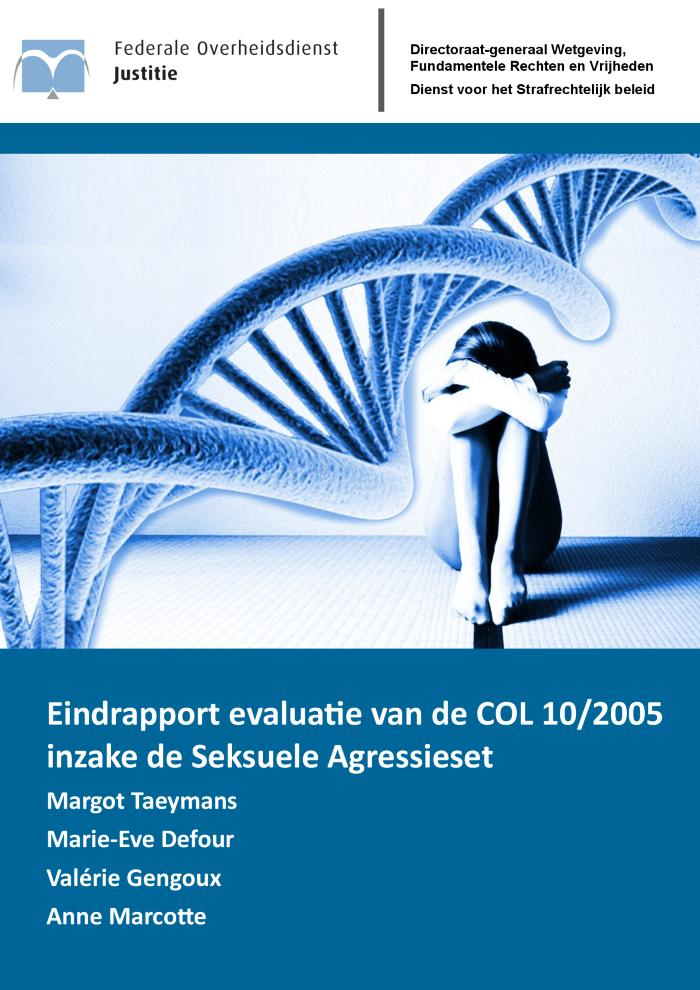 Federale Overheidsdienst
Justitie
Directoraat-generaal Wetgeving,
Fundamentele Rechten en Vrijheden
Dienst voor het Strafrechtelijk beleid
Eindrapport evaluatie van de COL 10/2005
inzake de Seksuele Agressieset
Margot Taeymans
Marie-Eve Defour
Valérie Gengoux
Anne Marcotte